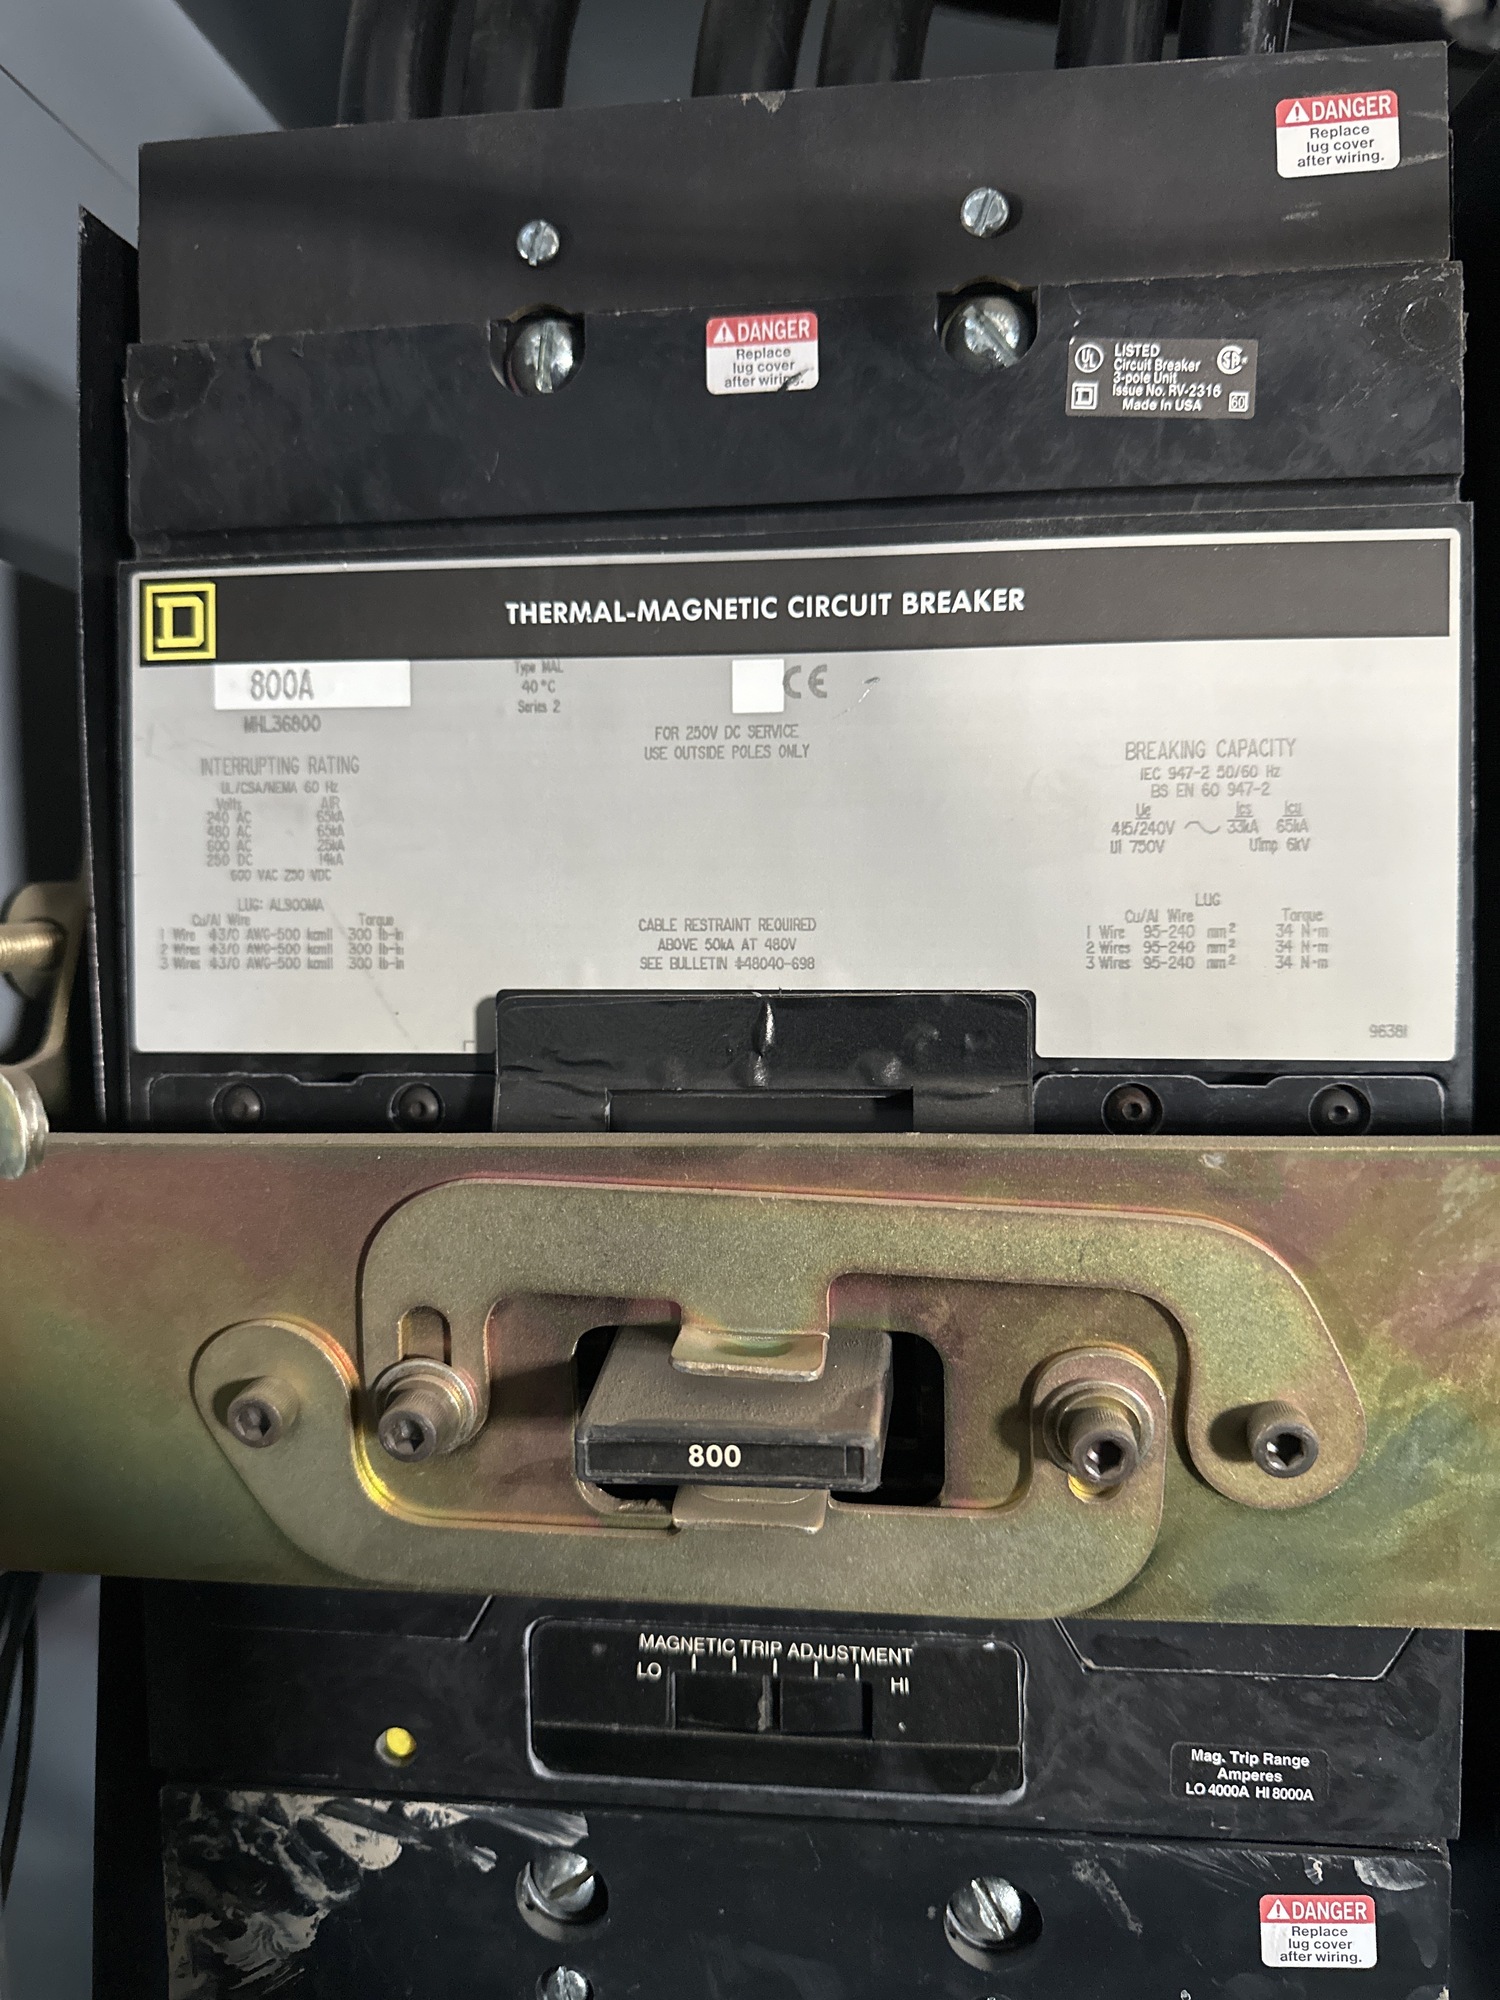 DANGER
Replace
lug cover
after wiring.
DANGER
Replace
lug cover
after wiring.
UL
LISTED
Circuit Breaker
3-pole Unit
Issue No. RV-2316
Made in USA
60
D
THERMAL-MAGNETIC CIRCUIT BREAKER
800A
MHL36800
Type MAL
40°C
Series 2
CE
FOR 250V DC SERVICE
USE OUTSIDE POLES ONLY
INTERRUPTING RATING
UL/CSA/NEMA 60 Hz
Volts AIR
240 AC 65kA
480 AC 65kA
600 AC 25kA
250 DC 14kA
600 VAC 250 VDC
LUG: AL900MA
Cu/Al Wire Torque
1 Wire #3/0 AWG-500 kcmil 300 lb-in
2 Wires #3/0 AWG-500 kcmil 300 lb-in
3 Wires #3/0 AWG-500 kcmil 300 lb-in
CABLE RESTRAINT REQUIRED
ABOVE 50kA AT 480V
SEE BULLETIN #48040-698
BREAKING CAPACITY
IEC 947-2 50/60 Hz
BS EN 60 947-2
Ue Ics Icu
415/240V 33kA 65kA
Ui 750V Uimp 6kV
LUG
Cu/Al Wire Torque
1 Wire 95-240 mm² 34 N-m
2 Wires 95-240 mm² 34 N-m
3 Wires 95-240 mm² 34 N-m
96381
800
MAGNETIC TRIP ADJUSTMENT
LO HI
Mag. Trip Range
Amperes
LO 4000A HI 8000A
DANGER
Replace
lug cover
after wiring.